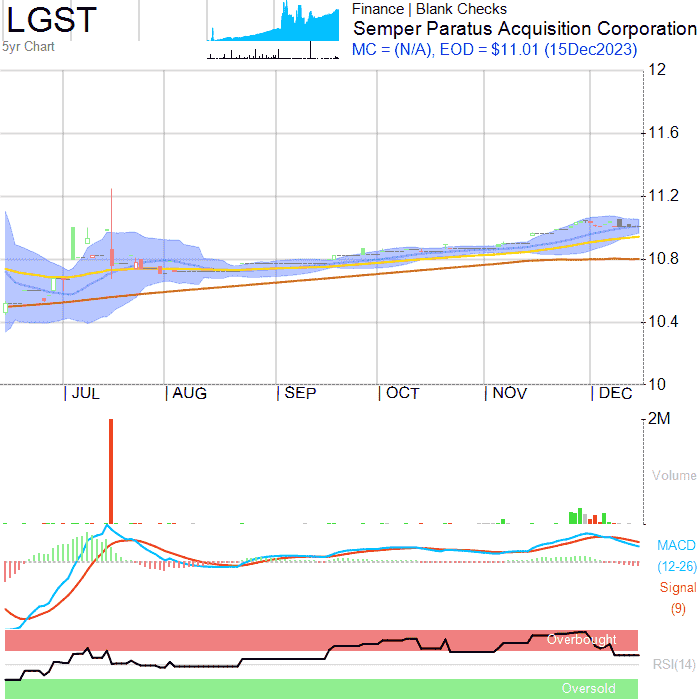 LGST
5yr Chart
Finance | Blank Checks
Semper Paratus Acquisition Corporation
MC = (N/A), EOD = $11.01 (15Dec2023)
12
11.6
11.2
10.8
10.4
10
JUL AUG SEP OCT NOV DEC
2M
Volume
MACD
(12-26)
Signal
(9)
Overbought
RSI(14)
Oversold